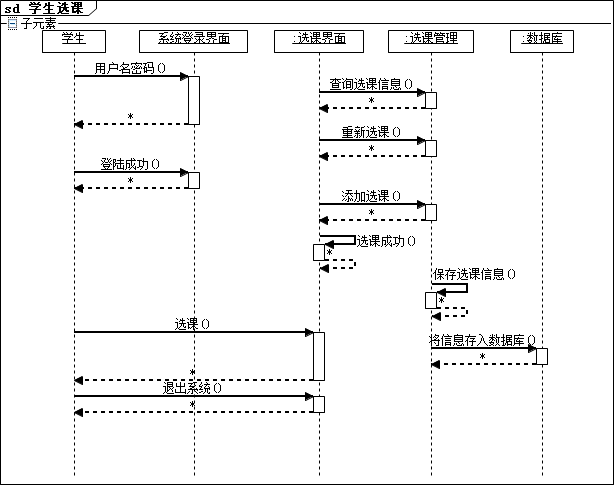 sd 学生选课
子元素
学生
系统登录界面
:选课界面
:选课管理
:数据库
用户名密码()
查询选课信息()
*
*
重新选课()
*
登陆成功()
*
添加选课()
*
选课成功()
*
保存选课信息()
*
选课()
将信息存入数据库()
*
*
退出系统()
*